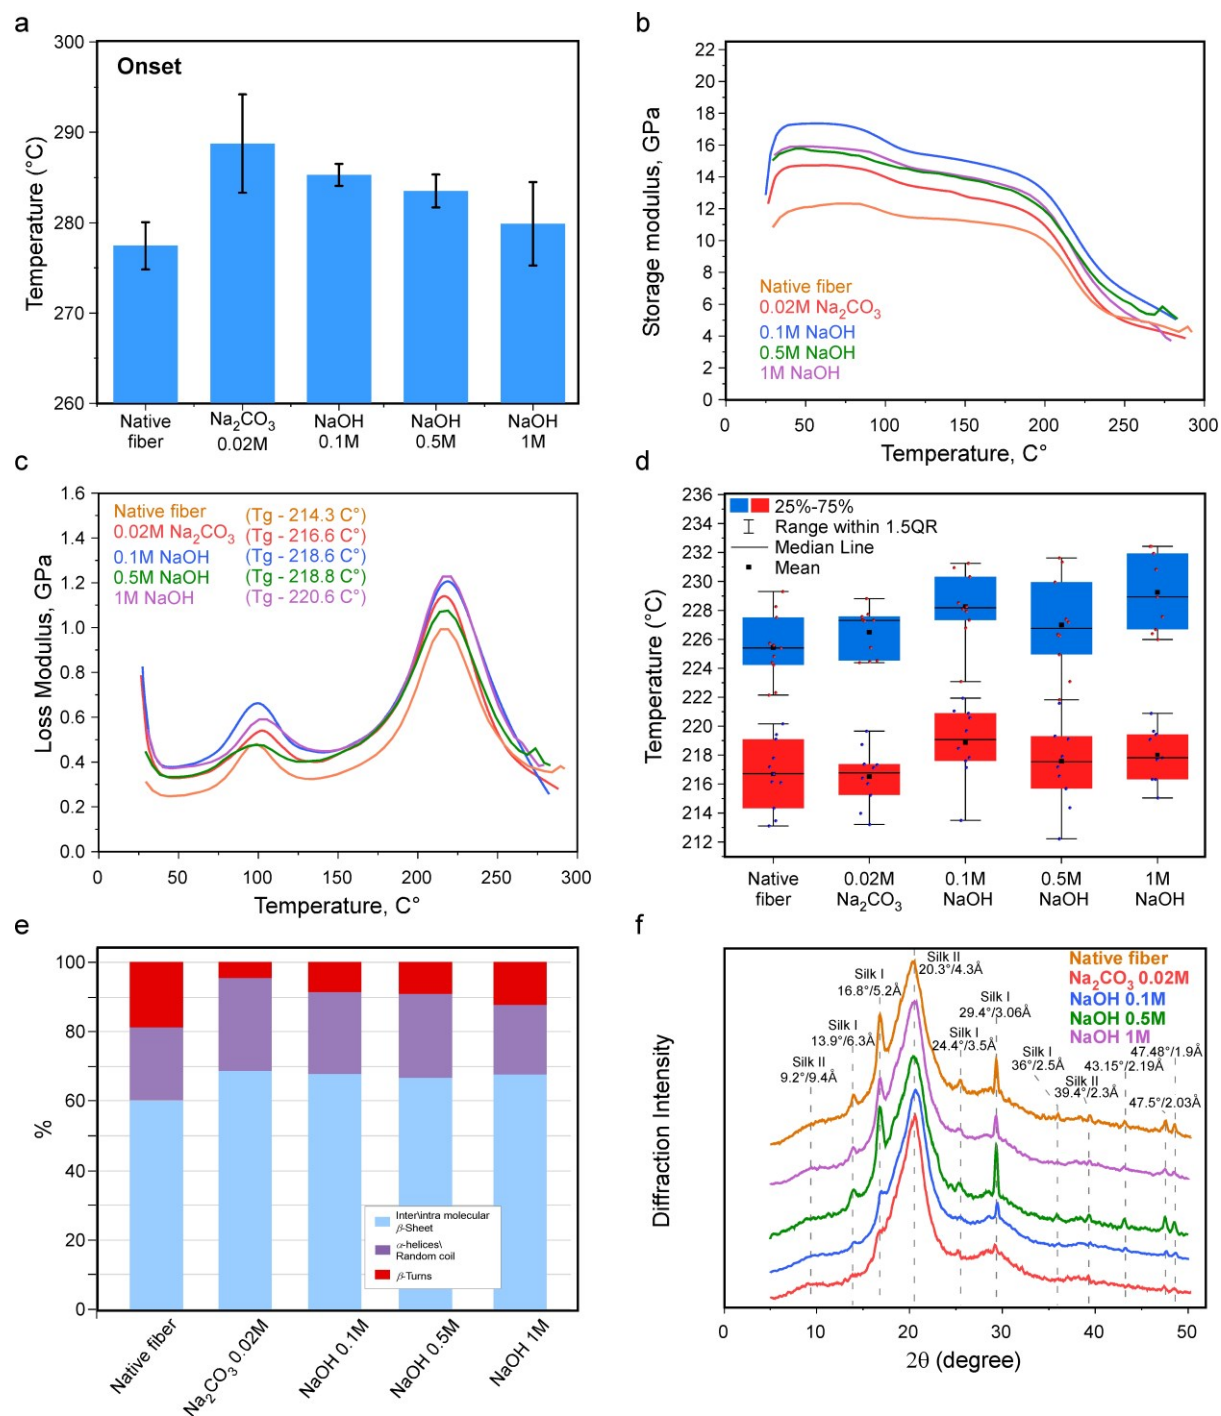 a
300
290
280
270
260
Temperature (°C)
Onset
Native
fiber
Na₂CO₃
0.02M
NaOH
0.1M
NaOH
0.5M
NaOH
1M
b
22
20
18
16
14
12
10
8
6
4
2
0
Storage modulus, GPa
Native fiber
0.02M Na₂CO₃
0.1M NaOH
0.5M NaOH
1M NaOH
0 50 100 150 200 250 300
Temperature, C°
c
1.6
1.4
1.2
1.0
0.8
0.6
0.4
0.2
0.0
Loss Modulus, GPa
Native fiber (Tg - 214.3 C°)
0.02M Na₂CO₃ (Tg - 216.6 C°)
0.1M NaOH (Tg - 218.6 C°)
0.5M NaOH (Tg - 218.8 C°)
1M NaOH (Tg - 220.6 C°)
0 50 100 150 200 250 300
Temperature, C°
d
236
234
232
230
228
226
224
222
220
218
216
214
212
Temperature (°C)
25%-75%
Range within 1.5QR
Median Line
Mean
Native
fiber
0.02M
Na₂CO₃
0.1M
NaOH
0.5M
NaOH
1M
NaOH
e
100
80
60
40
20
0
%
Inter\intra molecular
β-Sheet
α-helices\
Random coil
β-Turns
Native fiber
Na₂CO₃ 0.02M
NaOH 0.1M
NaOH 0.5M
NaOH 1M
f
Diffraction Intensity
Native fiber
Na₂CO₃ 0.02M
NaOH 0.1M
NaOH 0.5M
NaOH 1M
Silk II
9.2°/9.4Å
Silk I
13.9°/6.3Å
Silk I
16.8°/5.2Å
Silk II
20.3°/4.3Å
Silk I
24.4°/3.5Å
Silk I
29.4°/3.06Å
Silk I
36°/2.5Å
Silk II
39.4°/2.3Å
43.15°/2.19Å
47.48°/1.9Å
47.5°/2.03Å
0 10 20 30 40 50
2θ (degree)